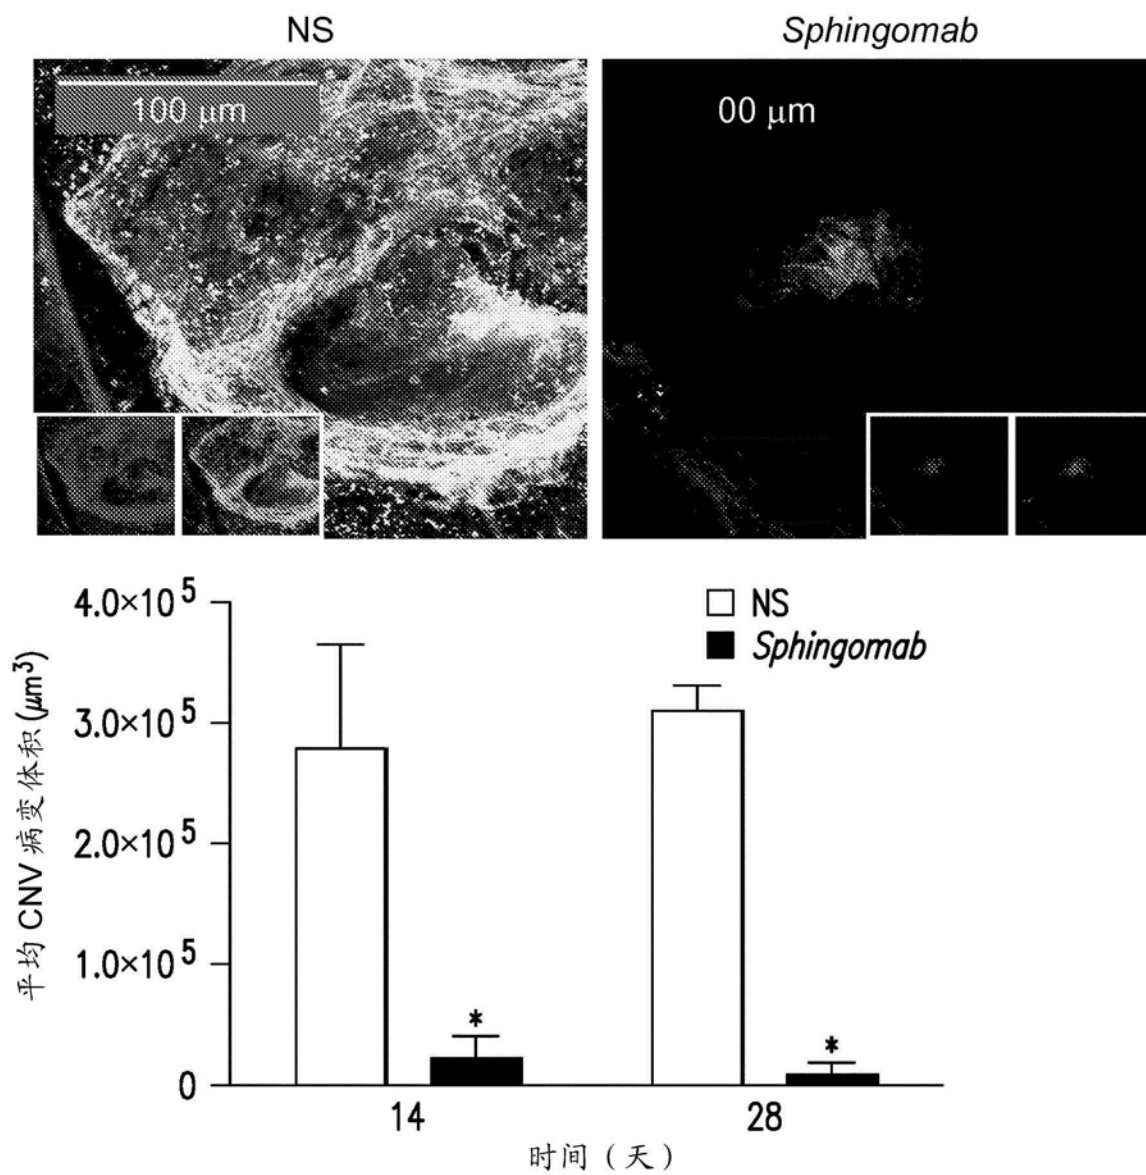 NS
Sphingomab
100 μm
00 μm
4.0×10⁵
3.0×10⁵
2.0×10⁵
1.0×10⁵
0
平均 CNV 病变体积 (μm³)
NS
Sphingomab
*
*
14
28
时间（天）